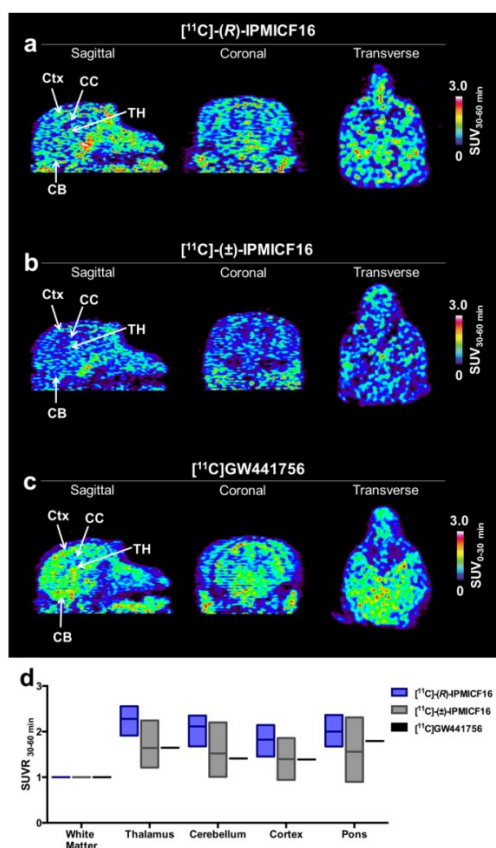 [¹¹C]-(R)-IPMICF16
a
Sagittal Coronal Transverse
Ctx CC
TH
CB
3.0
0
SUV30-60 min
[¹¹C]-(±)-IPMICF16
b
Sagittal Coronal Transverse
Ctx CC
TH
CB
3.0
0
SUV30-60 min
[¹¹C]GW441756
c
Sagittal Coronal Transverse
Ctx CC
TH
CB
3.0
0
SUV0-30 min
d
SUVR 30-60 min
3
2
1
0
White Matter
Thalamus
Cerebellum
Cortex
Pons
[¹¹C]-(R)-IPMICF16
[¹¹C]-(±)-IPMICF16
[¹¹C]GW441756